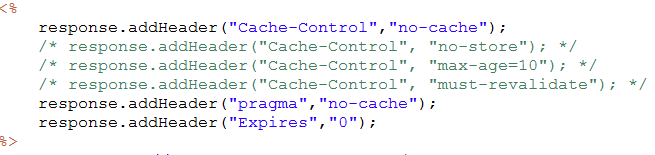 <%
response.addHeader("Cache-Control","no-cache");
/* response.addHeader("Cache-Control", "no-store"); */
/* response.addHeader("Cache-Control", "max-age=10"); */
/* response.addHeader("Cache-Control", "must-revalidate"); */
response.addHeader("pragma","no-cache");
response.addHeader("Expires","0");
%>